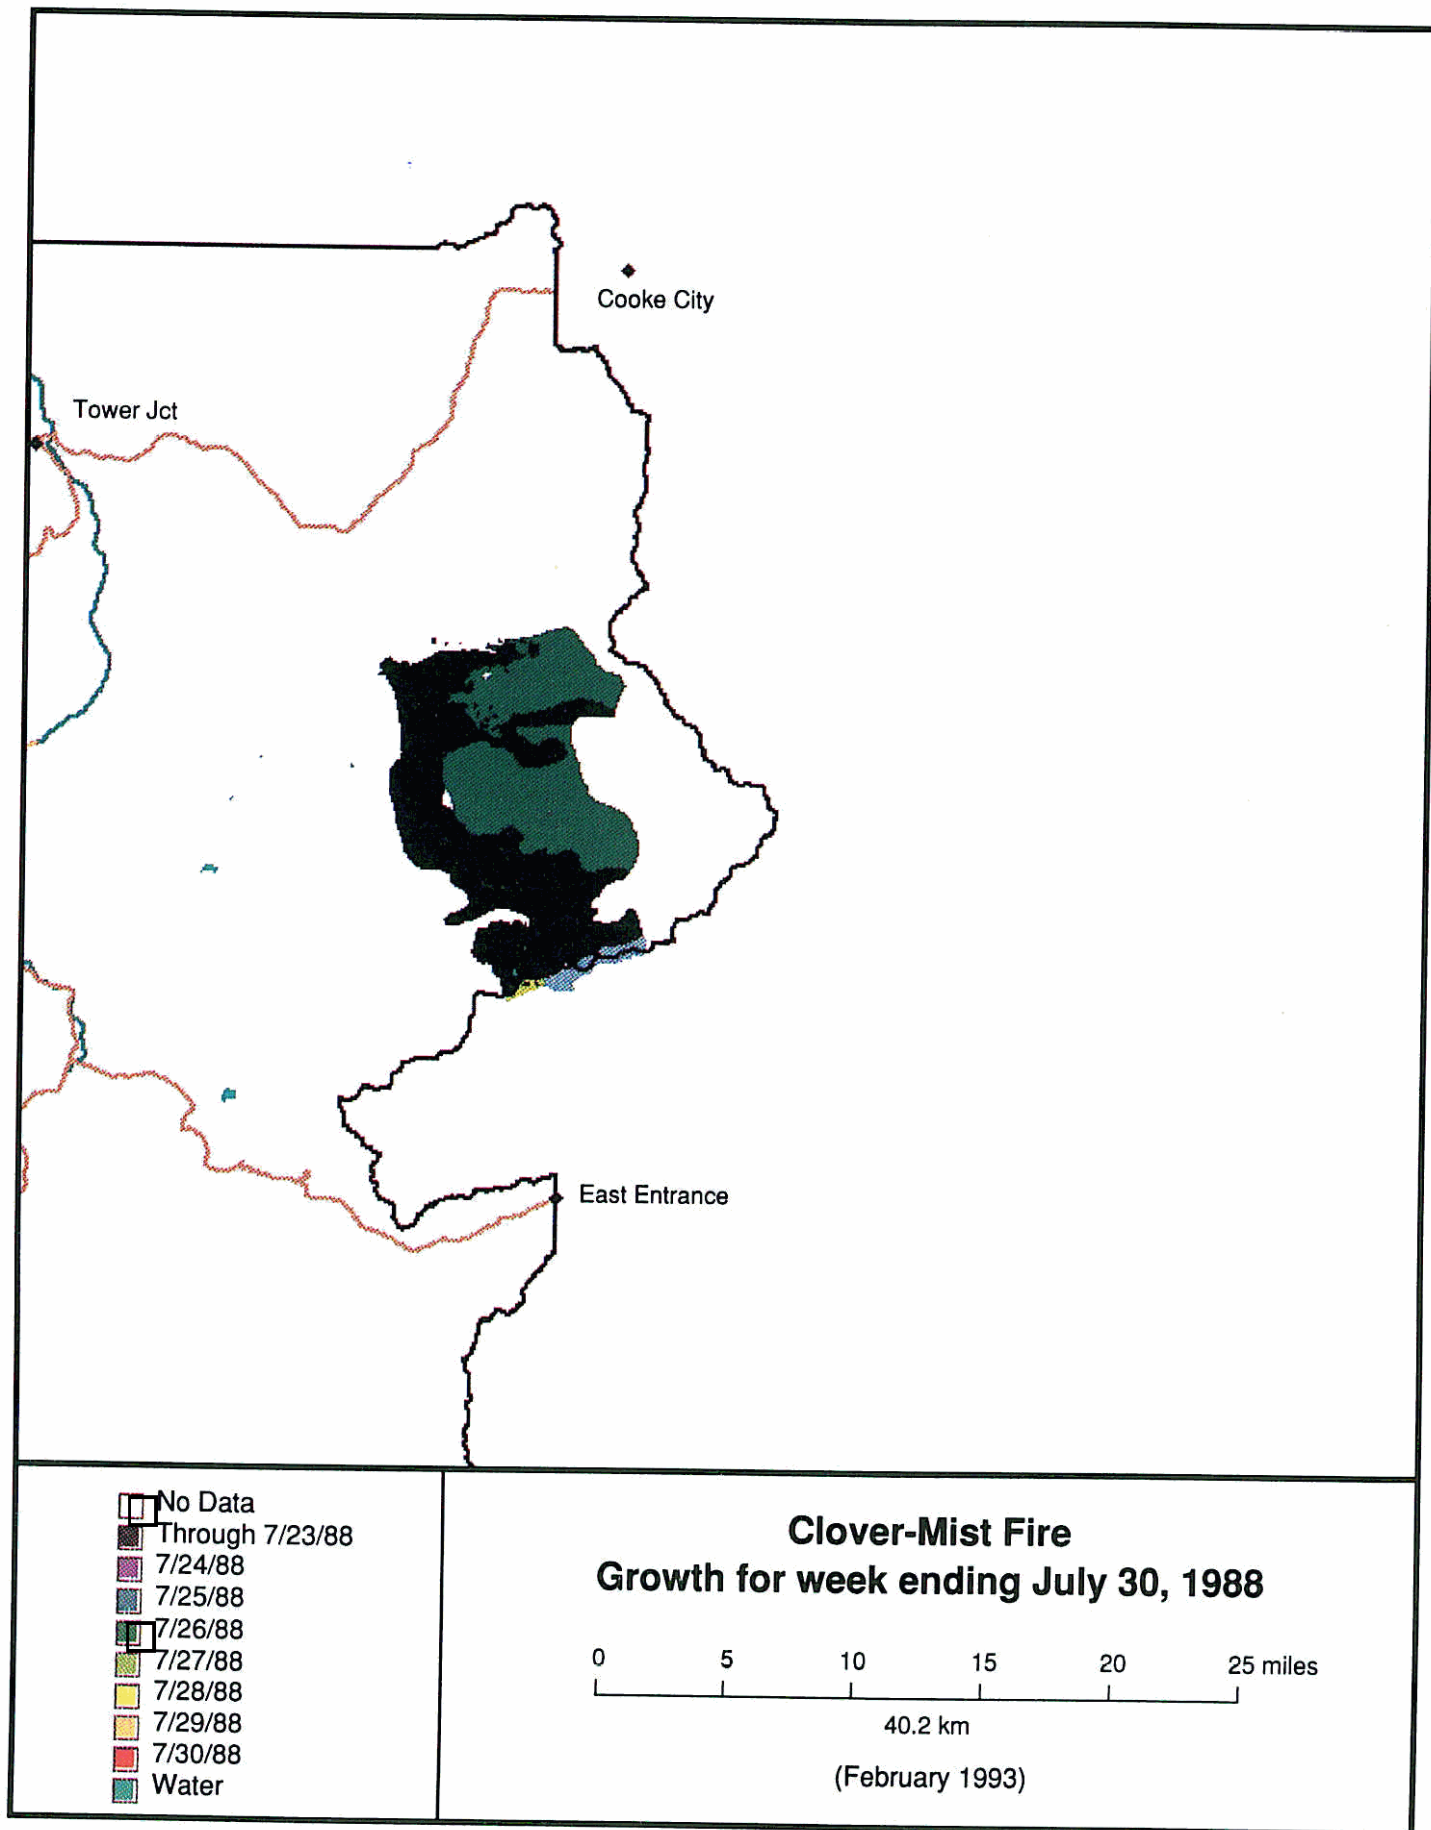 Cooke City
Tower Jct
East Entrance
No Data
Through 7/23/88
7/24/88
7/25/88
7/26/88
7/27/88
7/28/88
7/29/88
7/30/88
Water
Clover-Mist Fire
Growth for week ending July 30, 1988
0 5 10 15 20 25 miles
40.2 km
(February 1993)